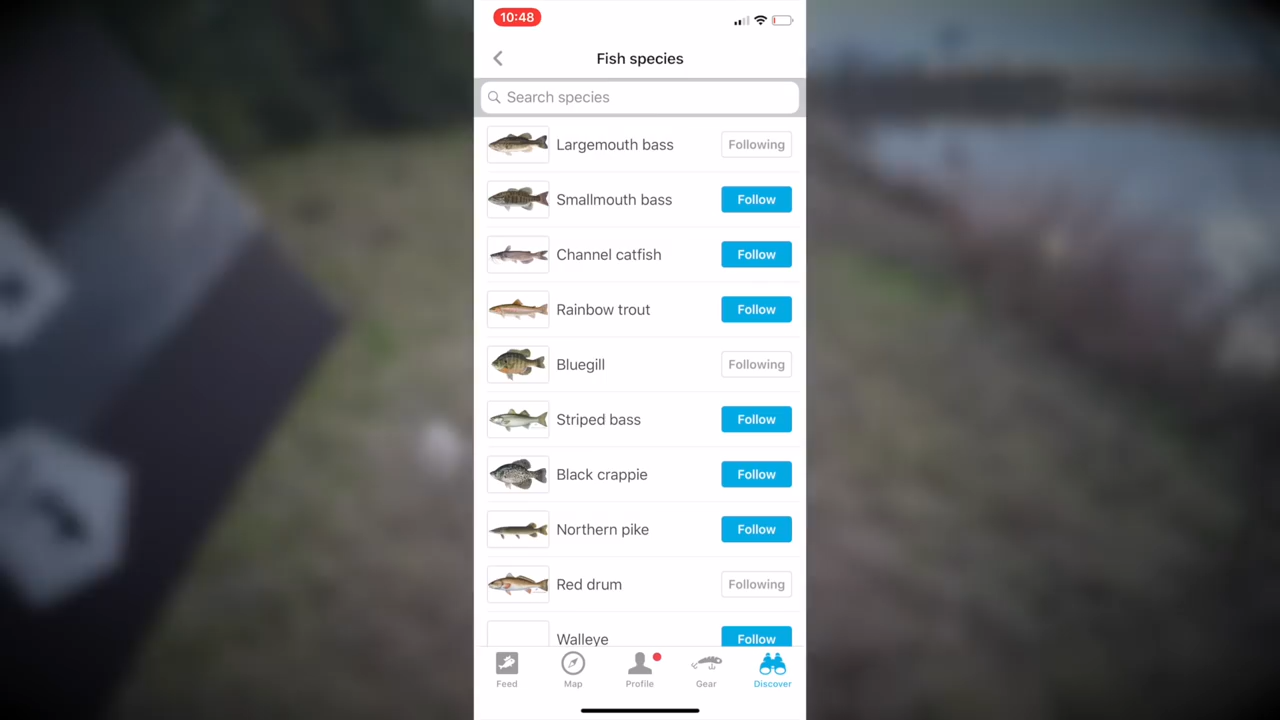 10:48
Fish species
Search species
Largemouth bass Following
Smallmouth bass Follow
Channel catfish Follow
Rainbow trout Follow
Bluegill Following
Striped bass Follow
Black crappie Follow
Northern pike Follow
Red drum Following
Walleye Follow
Feed Map Profile Gear Discover